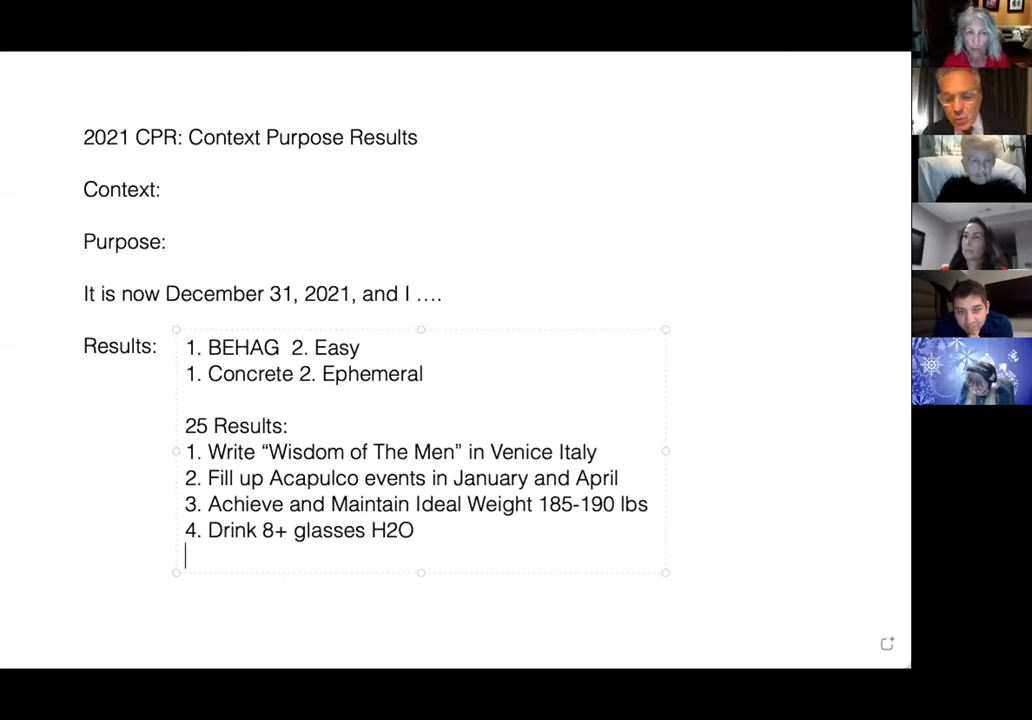 2021 CPR: Context Purpose Results
Context:
Purpose:
It is now December 31, 2021, and I ....
Results:
1. BEHAG  2. Easy
1. Concrete 2. Ephemeral
25 Results:
1. Write “Wisdom of The Men” in Venice Italy
2. Fill up Acapulco events in January and April
3. Achieve and Maintain Ideal Weight 185-190 lbs
4. Drink 8+ glasses H2O